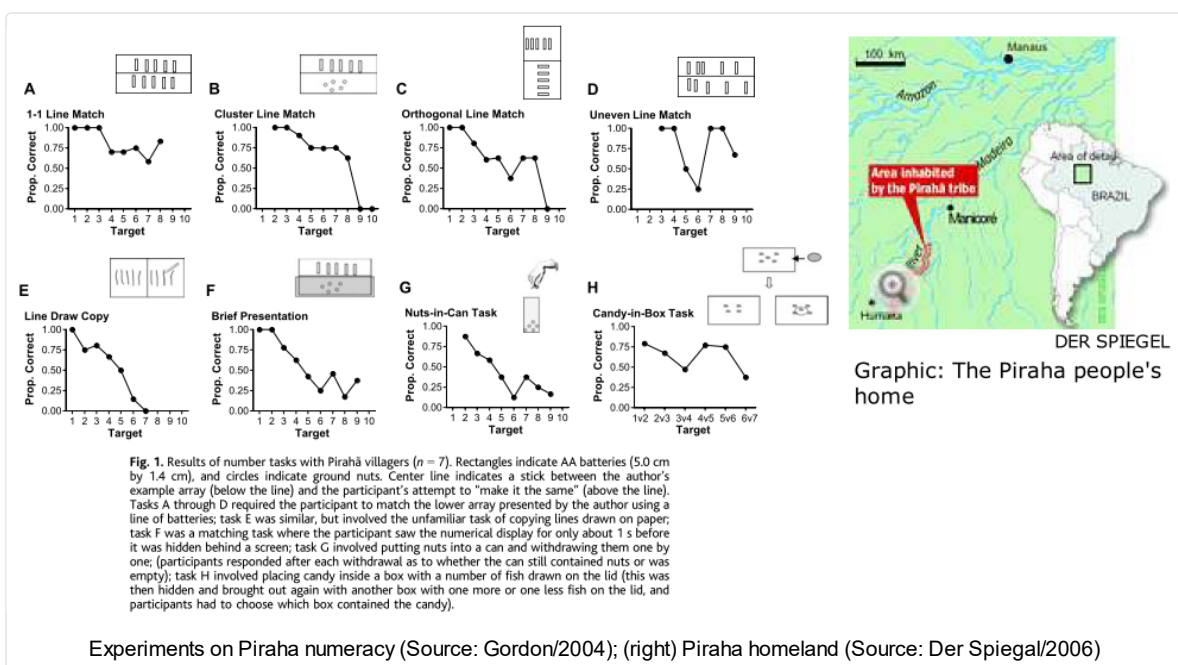 A
1-1 Line Match
Prop. Correct
1.00
0.75
0.50
0.25
0.00
1 2 3 4 5 6 7 8 9 10
Target
B
Cluster Line Match
Prop. Correct
1.00
0.75
0.50
0.25
0.00
1 2 3 4 5 6 7 8 9 10
Target
C
Orthogonal Line Match
Prop. Correct
1.00
0.75
0.50
0.25
0.00
1 2 3 4 5 6 7 8 9 10
Target
D
Uneven Line Match
Prop. Correct
1.00
0.75
0.50
0.25
0.00
1 2 3 4 5 6 7 8 9 10
Target
E
Line Draw Copy
Prop. Correct
1.00
0.75
0.50
0.25
0.00
1 2 3 4 5 6 7 8 9 10
Target
F
Brief Presentation
Prop. Correct
1.00
0.75
0.50
0.25
0.00
1 2 3 4 5 6 7 8 9 10
Target
G
Nuts-in-Can Task
Prop. Correct
1.00
0.75
0.50
0.25
0.00
1 2 3 4 5 6 7 8 9 10
Target
H
Candy-in-Box Task
Prop. Correct
1.00
0.75
0.50
0.25
0.00
1v2 2v3 3v4 4v5 5v6 6v7
Target
Fig. 1. Results of number tasks with Pirahã villagers (n = 7). Rectangles indicate AA batteries (5.0 cm
by 1.4 cm), and circles indicate ground nuts. Center line indicates a stick between the author's
example array (below the line) and the participant's attempt to "make it the same" (above the line).
Tasks A through D required the participant to match the lower array presented by the author using a
line of batteries; task E was similar, but involved the unfamiliar task of copying lines drawn on paper;
task F was a matching task where the participant saw the numerical display for only about 1 s before
it was hidden behind a screen; task G involved putting nuts into a can and withdrawing them one by
one; (participants responded after each withdrawal as to whether the can still contained nuts or was
empty); task H involved placing candy inside a box with a number of fish drawn on the lid (this was
then hidden and brought out again with another box with one more or one less fish on the lid, and
participants had to choose which box contained the candy).
100 km
Manaus
Amazon
Madeira
Area of detail
Area inhabited
by the Pirahã tribe
BRAZIL
Manicoré
River
Humaita
DER SPIEGEL
Graphic: The Piraha people's
home
Experiments on Piraha numeracy (Source: Gordon/2004); (right) Piraha homeland (Source: Der Spiegal/2006)